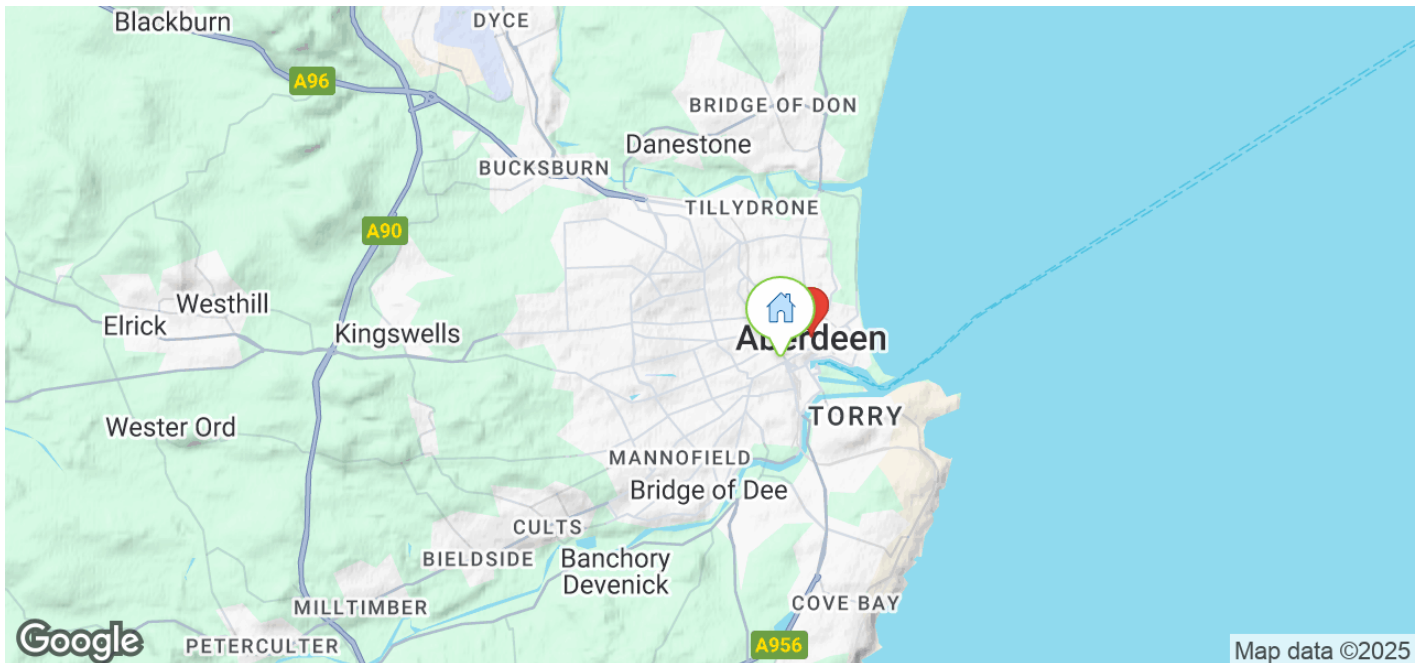 Blackburn
DYCE
A96
BRIDGE OF DON
Danestone
BUCKSBURN
TILLYDRONE
A90
Westhill
Elrick
Kingswells
Aberdeen
TORRY
Wester Ord
MANNOFIELD
Bridge of Dee
CULTS
BIELDSIDE
Banchory
Devenick
MILLTIMBER
COVE BAY
PETERCULTER
A956
Google
Map data ©2025